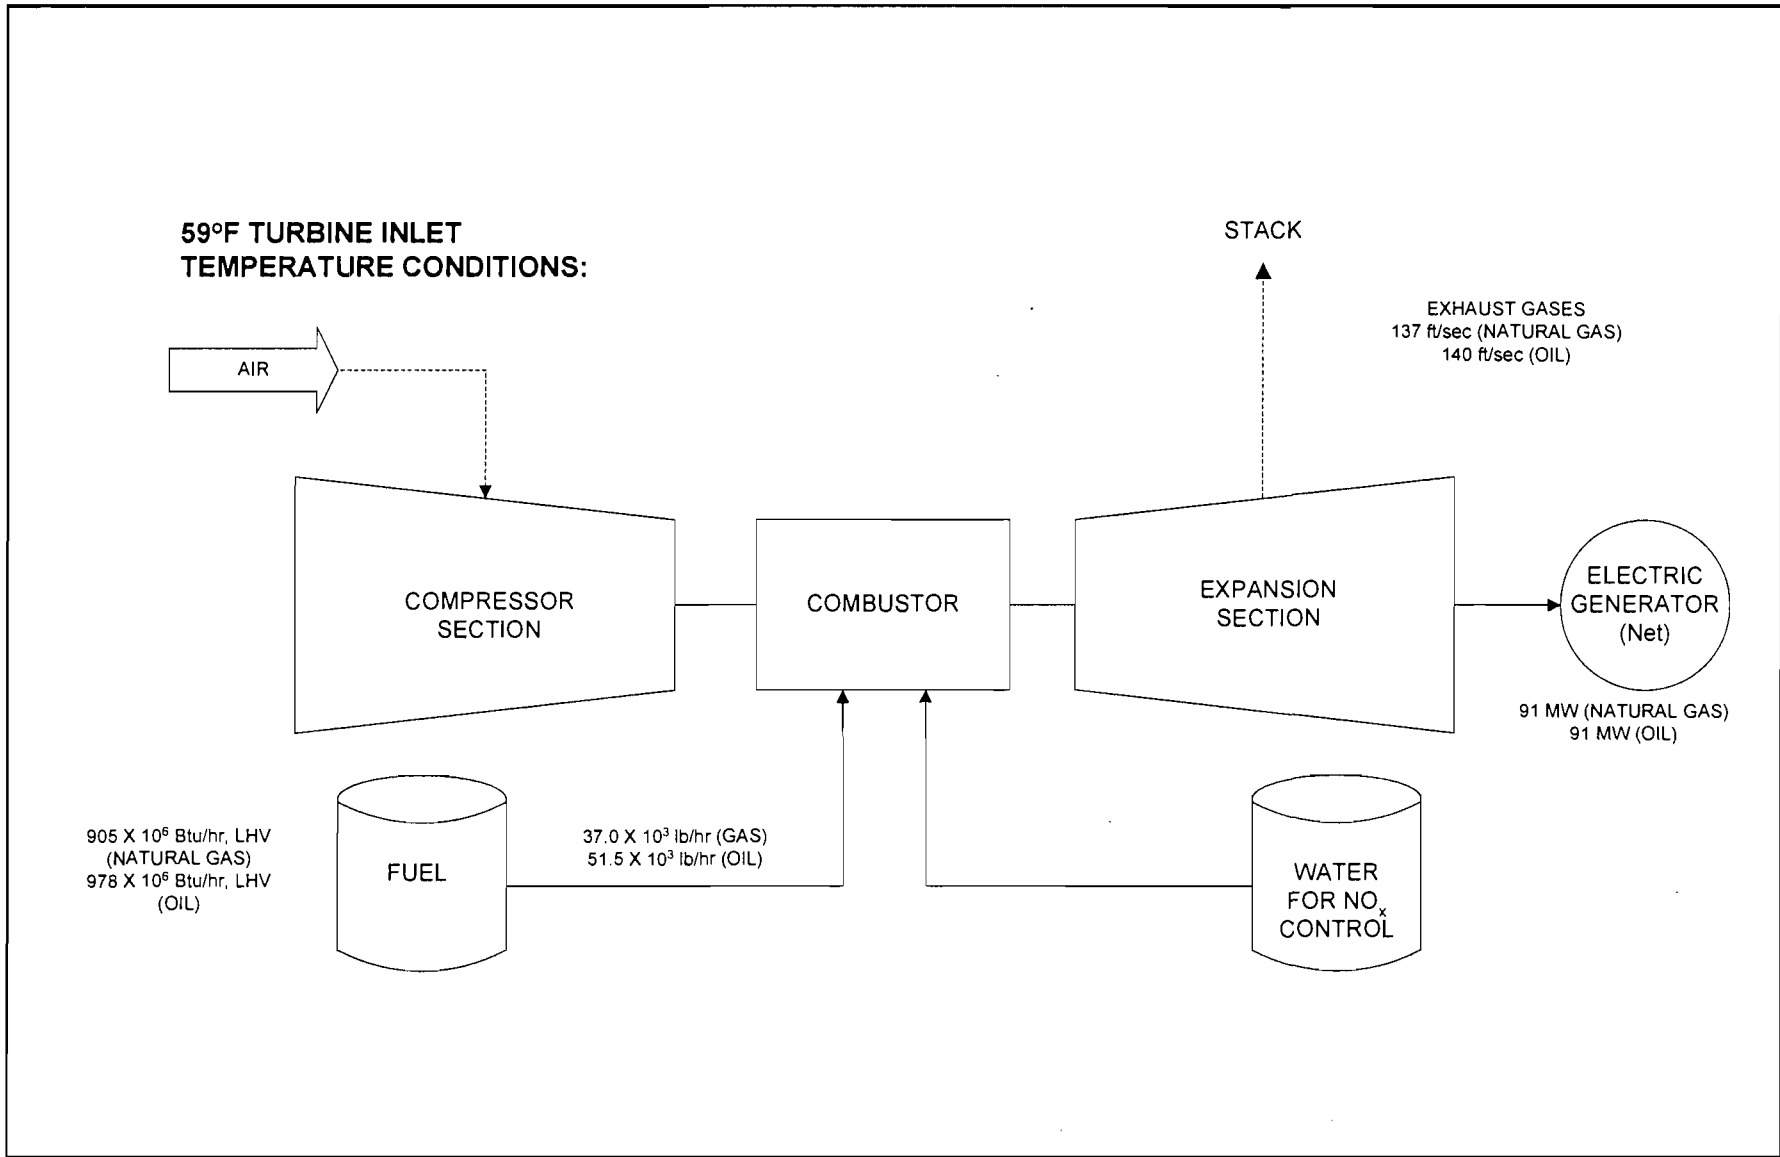 59°F TURBINE INLET
TEMPERATURE CONDITIONS:
STACK
EXHAUST GASES
137 ft/sec (NATURAL GAS)
140 ft/sec (OIL)
AIR
COMPRESSOR
SECTION
COMBUSTOR
EXPANSION
SECTION
ELECTRIC
GENERATOR
(Net)
91 MW (NATURAL GAS)
91 MW (OIL)
905 X 10⁶ Btu/hr, LHV
(NATURAL GAS)
978 X 10⁶ Btu/hr, LHV
(OIL)
FUEL
37.0 X 10³ lb/hr (GAS)
51.5 X 10³ lb/hr (OIL)
WATER
FOR NOₓ
CONTROL